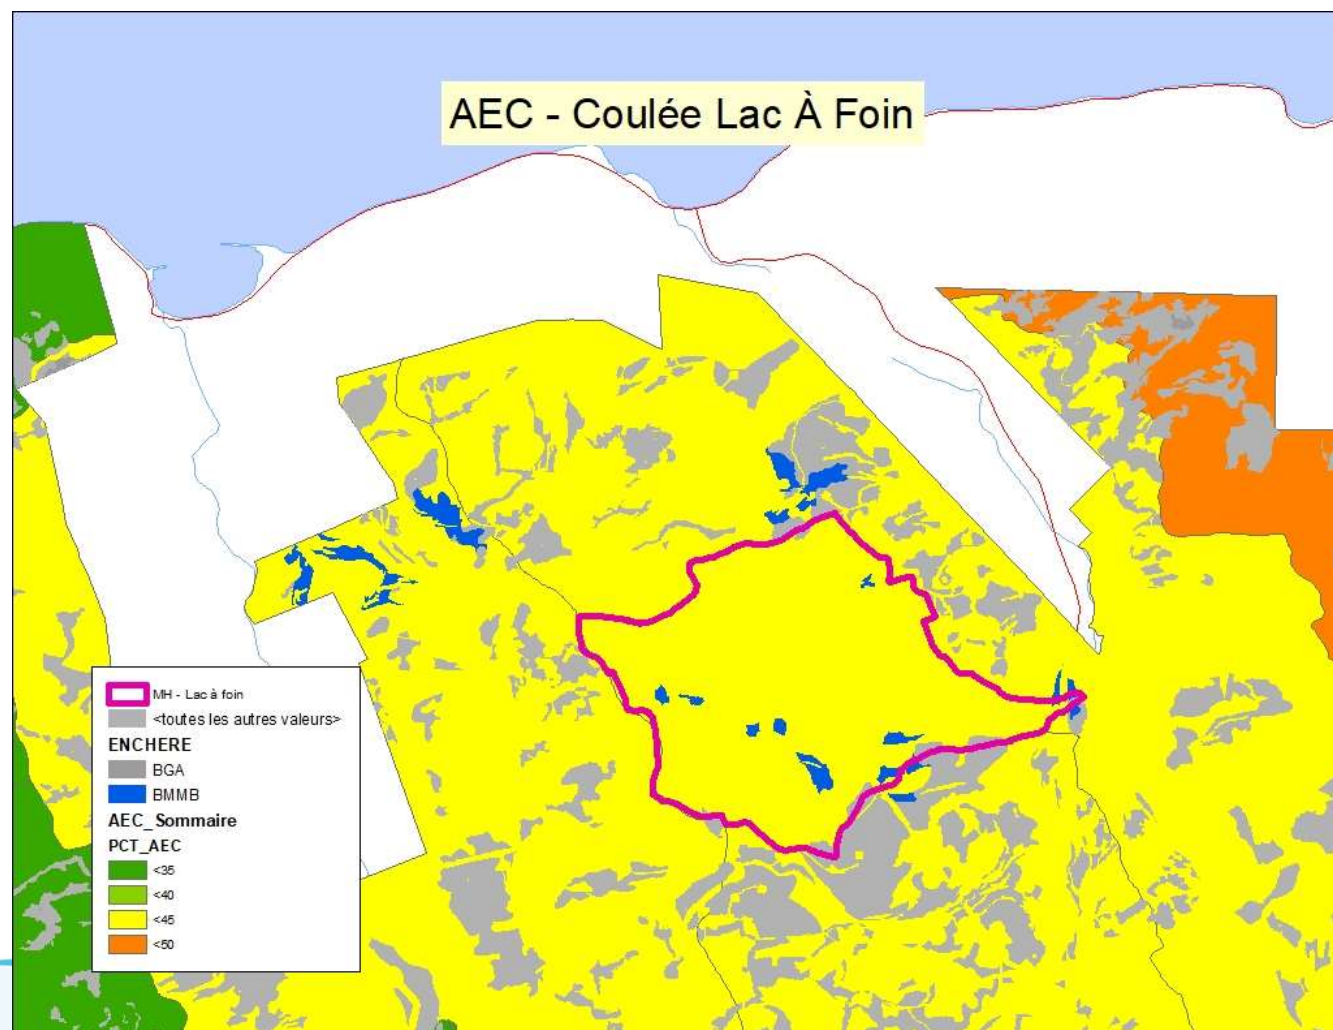 AEC - Coulée Lac À Foin
MH - Lac à foin
<toutes les autres valeurs>
ENCHERE
BGA
BMMB
AEC_Sommaire
PCT_AEC
<35
<40
<45
<50